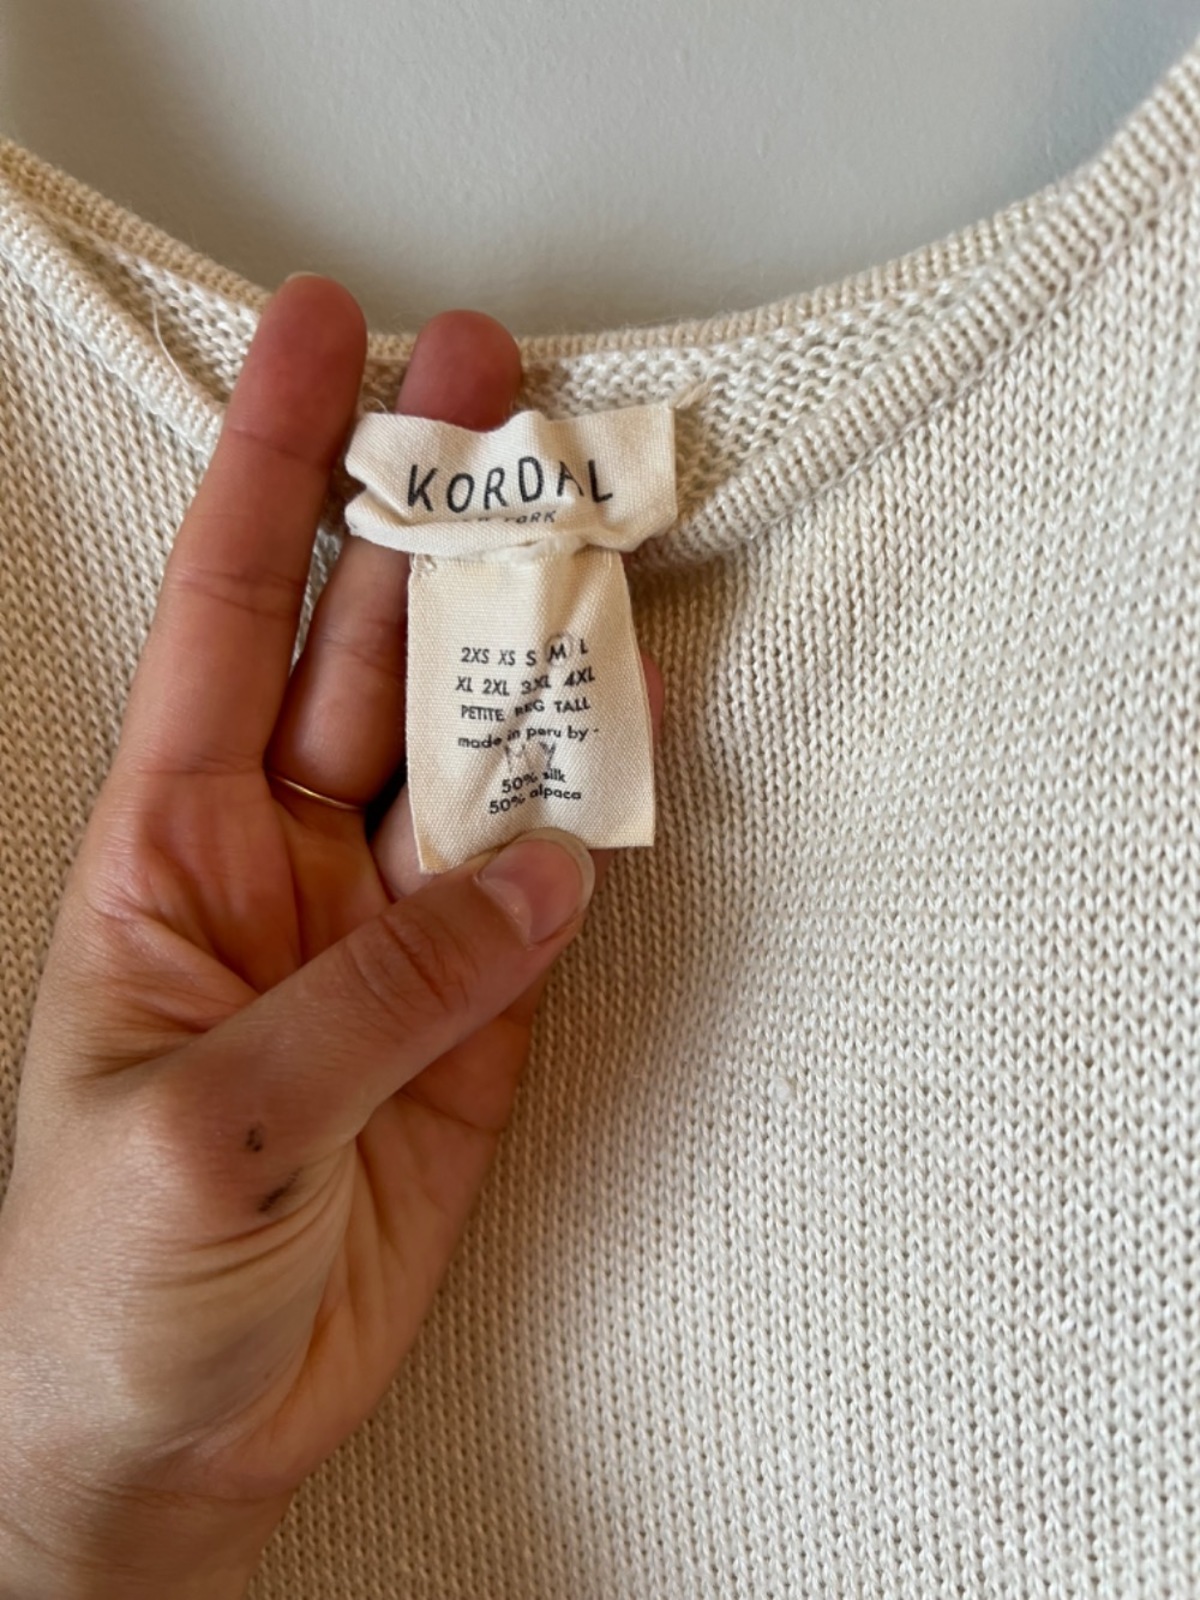 KORDAL
2XS XS S M L
XL 2XL 3XL 4XL
PETITE REG TALL
made in peru by
50% silk
50% alpaca